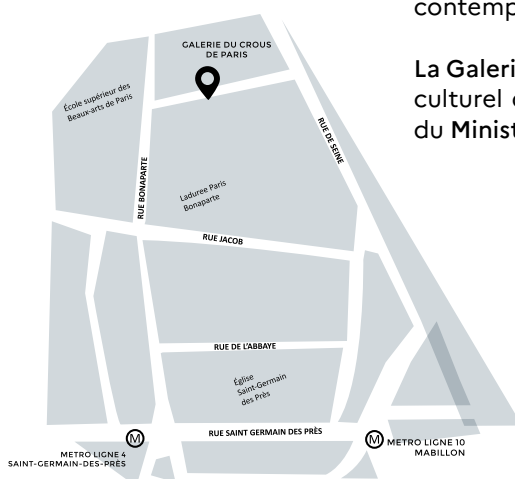 contemp
La Galeri
culturel
du Minist
GALERIE DU CROUS
DE PARIS
École supérieur des
Beaux-arts de Paris
RUE DE SEINE
RUE BONAPARTE
Laduree Paris
Bonaparte
RUE JACOB
RUE DE L'ABBAYE
Église
Saint-Germain
des Près
RUE SAINT GERMAIN DES PRÈS
M
METRO LIGNE 4
SAINT-GERMAIN-DES-PRÈS
M
METRO LIGNE 10
MABILLON